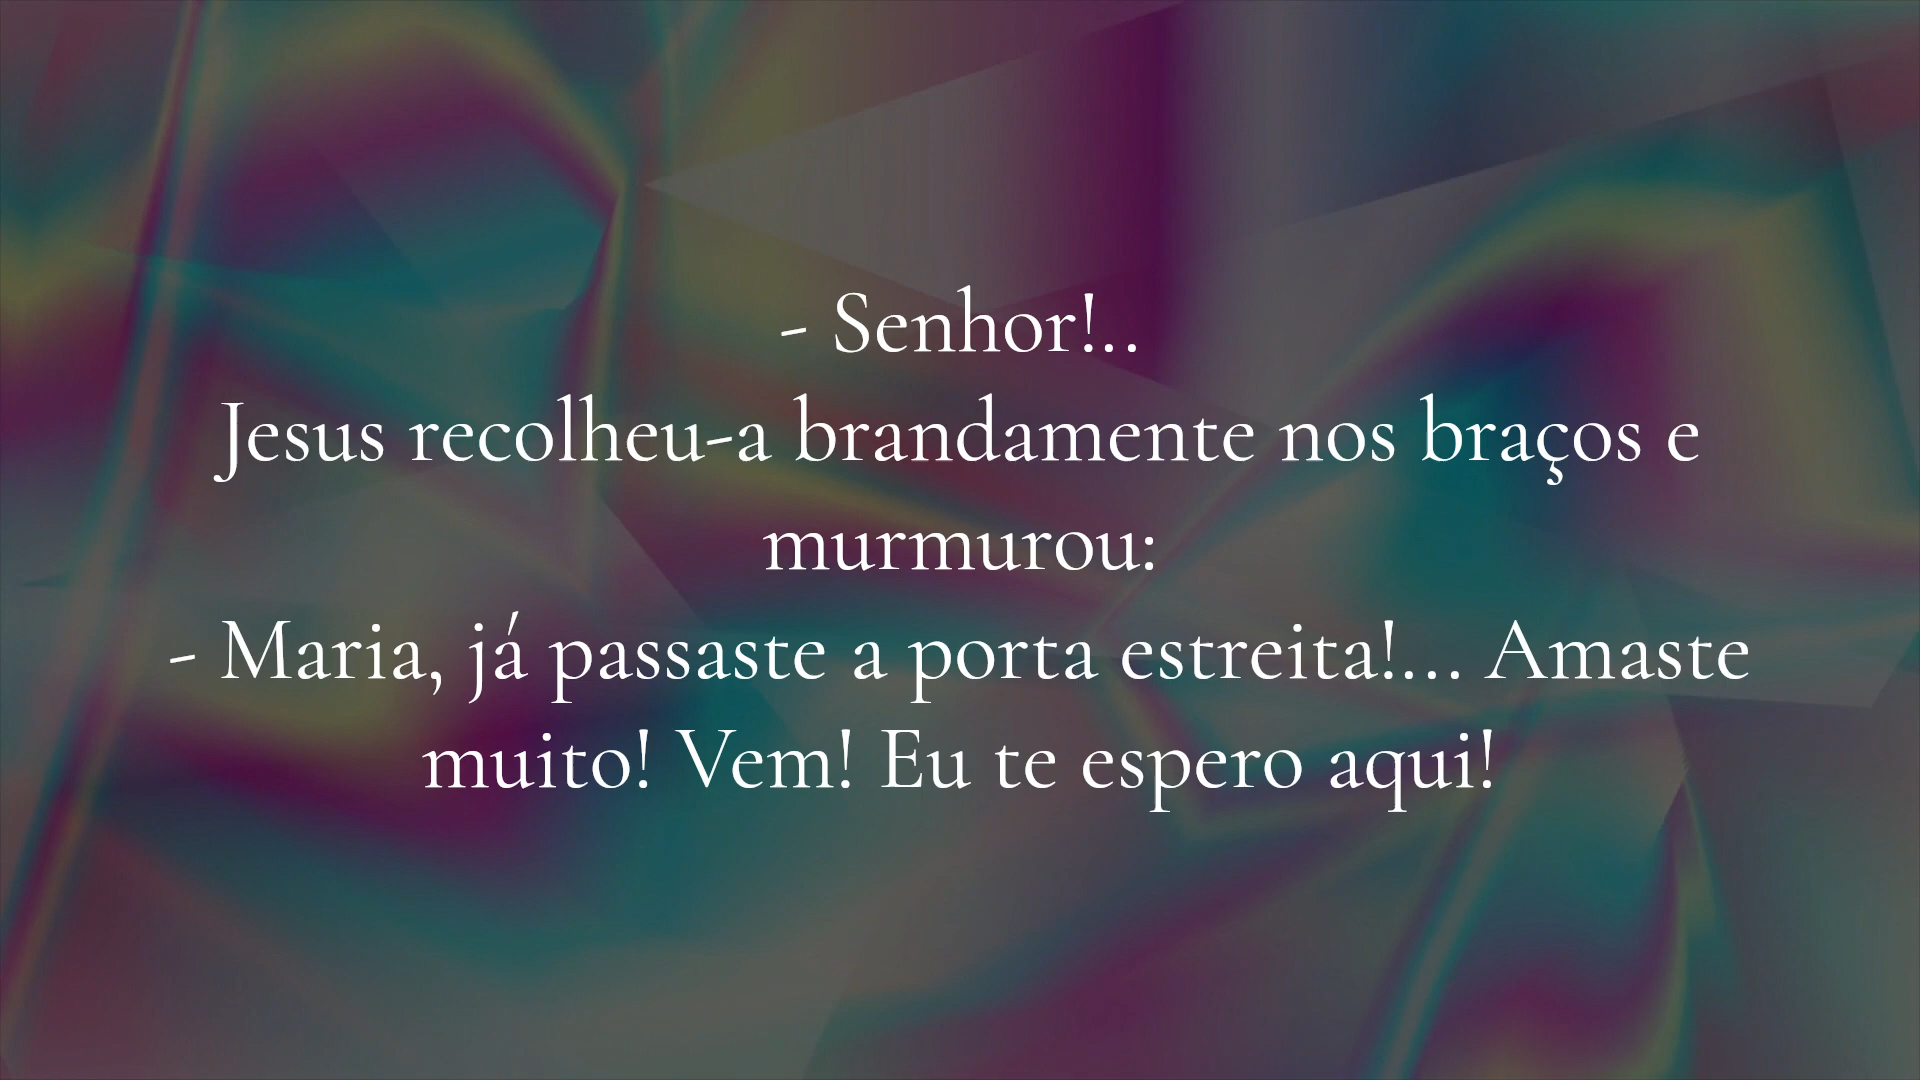 - Senhor!..
Jesus recolheu-a brandamente nos braços e
murmurou:
- Maria, já passaste a porta estreita!... Amaste
muito! Vem! Eu te espero aqui!